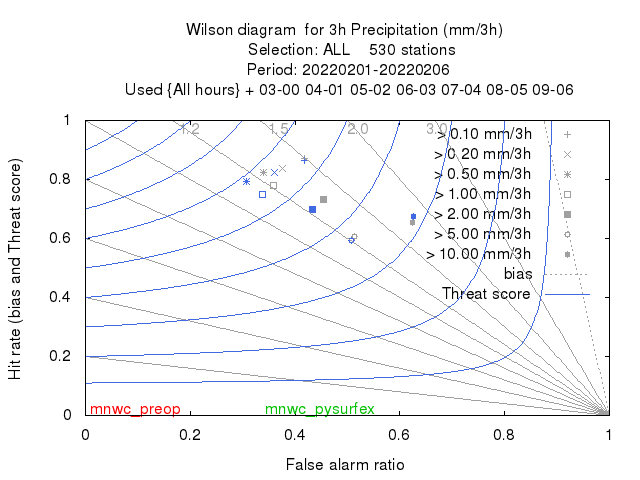 Wilson diagram for 3h Precipitation (mm/3h)
Selection: ALL 530 stations
Period: 20220201-20220206
Used {All hours} + 03-00 04-01 05-02 06-03 07-04 08-05 09-06
1.2 1.5 2.0 3.0
> 0.10 mm/3h
> 0.20 mm/3h
> 0.50 mm/3h
> 1.00 mm/3h
> 2.00 mm/3h
> 5.00 mm/3h
> 10.00 mm/3h
bias
Threat score
1
0.8
0.6
0.4
0.2
0
Hit rate (bias and Threat score)
mnwc_preop mnwc_pysurfex
0 0.2 0.4 0.6 0.8 1
False alarm ratio